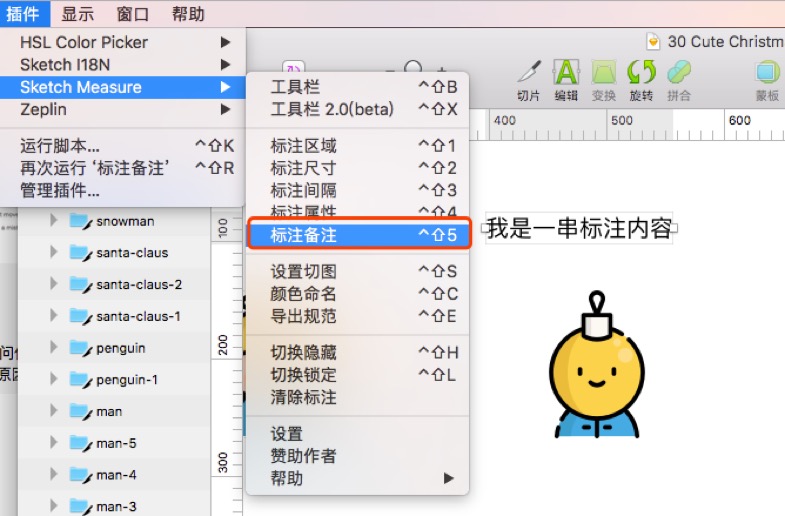 插件 显示 窗口 帮助
30 Cute Christm
HSL Color Picker
Sketch I18N
Sketch Measure
Zeplin
运行脚本... ^⇧K
再次运行 ‘标注备注’ ^⇧R
管理插件...
工具栏 ^⇧B
工具栏 2.0(beta) ^⇧X
标注区域 ^⇧1
标注尺寸 ^⇧2
标注间隔 ^⇧3
标注属性 ^⇧4
标注备注 ^⇧5
设置切图 ^⇧S
颜色命名 ^⇧C
导出规范 ^⇧E
切换隐藏 ^⇧H
切换锁定 ^⇧L
清除标注
设置
赞助作者
帮助
切片 编辑 变换 旋转 拼合 蒙板
400 500 600
100
200
300
我是一串标注内容
snowman
santa-claus
santa-claus-2
santa-claus-1
penguin
penguin-1
man
man-5
man-4
man-3